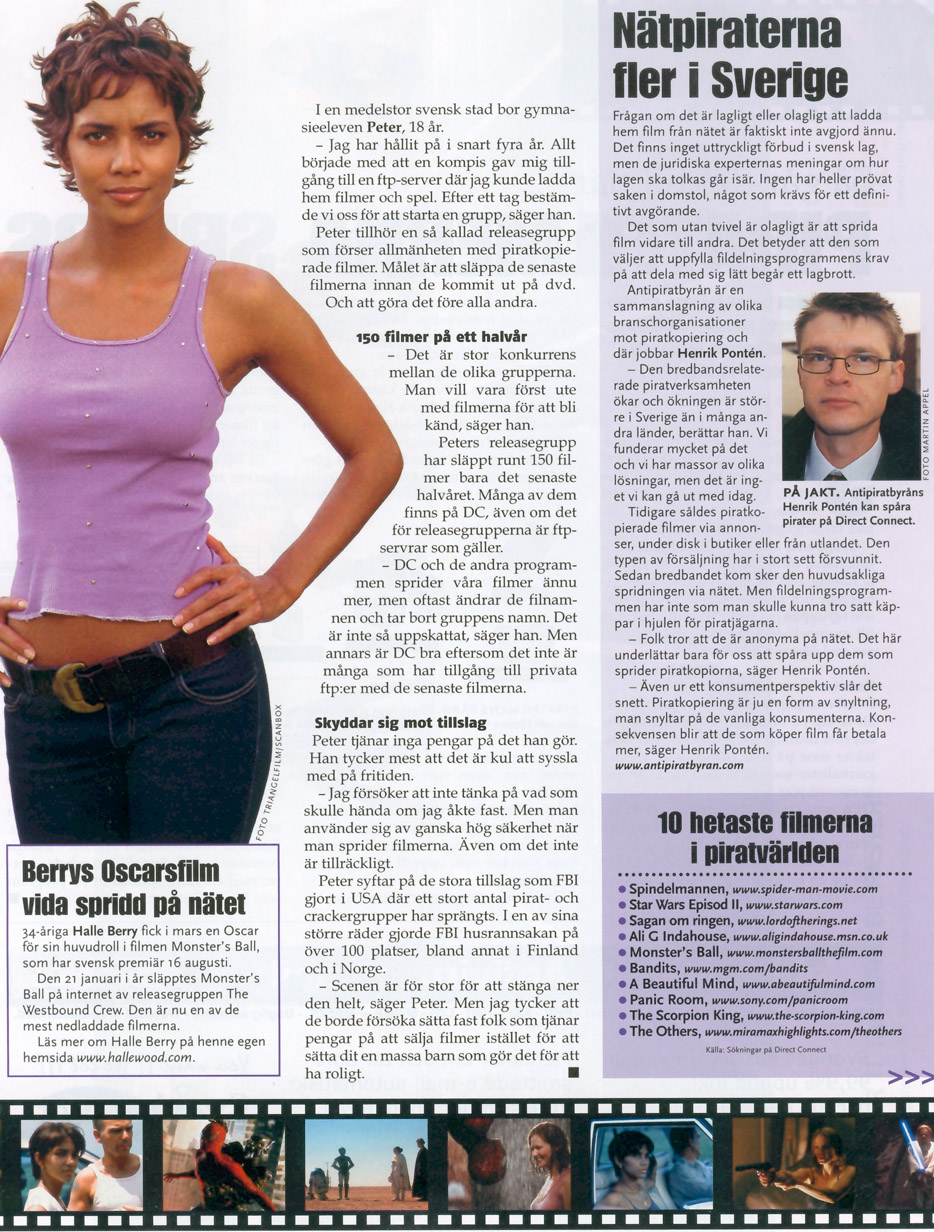 I en medelstor svensk stad bor gymna-
sieeleven Peter, 18 år.
– Jag har hållit på i snart fyra år. Allt
började med att en kompis gav mig till-
gång till en ftp-server där jag kunde ladda
hem filmer och spel. Efter ett tag bestäm-
de vi oss för att starta en grupp, säger han.
Peter tillhör en så kallad releasegrupp
som förser allmänheten med piratkopie-
rade filmer. Målet är att släppa de senaste
filmerna innan de kommit ut på dvd.
Och att göra det före alla andra.
150 filmer på ett halvår
– Det är stor konkurrens
mellan de olika grupperna.
Man vill vara först ute
med filmerna för att bli
känd, säger han.
Peters releasegrupp
har släppt runt 150 fil-
mer bara det senaste
halvåret. Många av dem
finns på DC, även om det
för releasegrupperna är ftp-
servrar som gäller.
– DC och de andra program-
men sprider våra filmer ännu
mer, men oftast ändrar de filnam-
nen och tar bort gruppens namn. Det
är inte så uppskattat, säger han. Men
annars är DC bra eftersom det inte är
många som har tillgång till privata
ftp:er med de senaste filmerna.
Skyddar sig mot tillslag
Peter tjänar inga pengar på det han gör.
Han tycker mest att det är kul att syssla
med på fritiden.
– Jag försöker att inte tänka på vad som
skulle hända om jag åkte fast. Men man
använder sig av ganska hög säkerhet när
man sprider filmerna. Även om det inte
är tillräckligt.
Peter syftar på de stora tillslag som FBI
gjort i USA där ett stort antal pirat- och
crackergrupper har sprängts. I en av sina
större räder gjorde FBI husrannsakan på
över 100 platser, bland annat i Finland
och i Norge.
– Scenen är för stor för att stänga ner
den helt, säger Peter. Men jag tycker att
de borde försöka sätta fast folk som tjänar
pengar på att sälja filmer istället för att
sätta dit en massa barn som gör det för att
ha roligt.
FOTO TRIANGELFILM/SCANBOX
Berrys Oscarsfilm
vida spridd på nätet
34-åriga Halle Berry fick i mars en Oscar
för sin huvudroll i filmen Monster's Ball,
som har svensk premiär 16 augusti.
Den 21 januari i år släpptes Monster's
Ball på internet av releasegruppen The
Westbound Crew. Den är nu en av de
mest nedladdade filmerna.
Läs mer om Halle Berry på henne egen
hemsida www.hallewood.com.
Nätpiraterna
fler i Sverige
Frågan om det är lagligt eller olagligt att ladda
hem film från nätet är faktiskt inte avgjord ännu.
Det finns inget uttryckligt förbud i svensk lag,
men de juridiska experternas meningar om hur
lagen ska tolkas går isär. Ingen har heller prövat
saken i domstol, något som krävs för ett defini-
tivt avgörande.
Det som utan tvivel är olagligt är att sprida
film vidare till andra. Det betyder att den som
väljer att uppfylla fildelningsprogrammens krav
på att dela med sig lätt begår ett lagbrott.
Antipiratbyrån är en
sammanslagning av olika
branschorganisationer
mot piratkopiering och
där jobbar Henrik Pontén.
– Den bredbandsrelate-
rade piratverksamheten
ökar och ökningen är stör-
re i Sverige än i många an-
dra länder, berättar han. Vi
funderar mycket på det
och vi har massor av olika
lösningar, men det är ing-
et vi kan gå ut med idag.
Tidigare såldes piratko-
pierade filmer via annon-
ser, under disk i butiker eller från utlandet. Den
typen av försäljning har i stort sett försvunnit.
Sedan bredbandet kom sker den huvudsakliga
spridningen via nätet. Men fildelningsprogram-
men har inte som man skulle kunna tro satt käp-
par i hjulen för piratjägarna.
– Folk tror att de är anonyma på nätet. Det här
underlättar bara för oss att spåra upp dem som
sprider piratkopiorna, säger Henrik Pontén.
– Även ur ett konsumentperspektiv slår det
snett. Piratkopiering är ju en form av snyltning,
man snyltar på de vanliga konsumenterna. Kon-
sekvensen blir att de som köper film får betala
mer, säger Henrik Pontén.
www.antipiratbyran.com
FOTO MARTIN APPEL
PÅ JAKT. Antipiratbyråns
Henrik Pontén kan spåra
pirater på Direct Connect.
10 hetaste filmerna
i piratvärlden
● Spindelmannen, www.spider-man-movie.com
● Star Wars Episod II, www.starwars.com
● Sagan om ringen, www.lordoftherings.net
● Ali G Indahouse, www.aligindahouse.msn.co.uk
● Monster's Ball, www.monstersballthefilm.com
● Bandits, www.mgm.com/bandits
● A Beautiful Mind, www.abeautifulmind.com
● Panic Room, www.sony.com/panicroom
● The Scorpion King, www.the-scorpion-king.com
● The Others, www.miramaxhighlights.com/theothers
Källa: Sökningar på Direct Connect
>>>